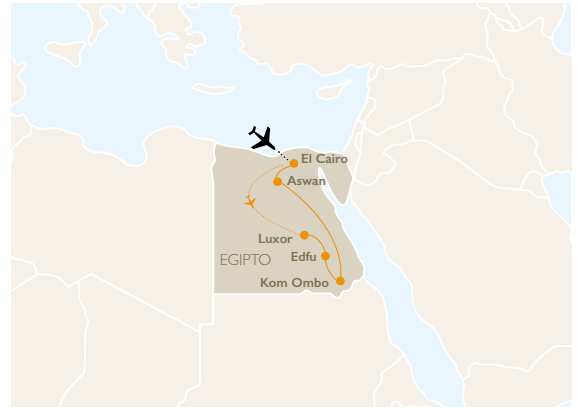 El Cairo
Aswan
Luxor
Edfu
EGIPTO
Kom Ombo